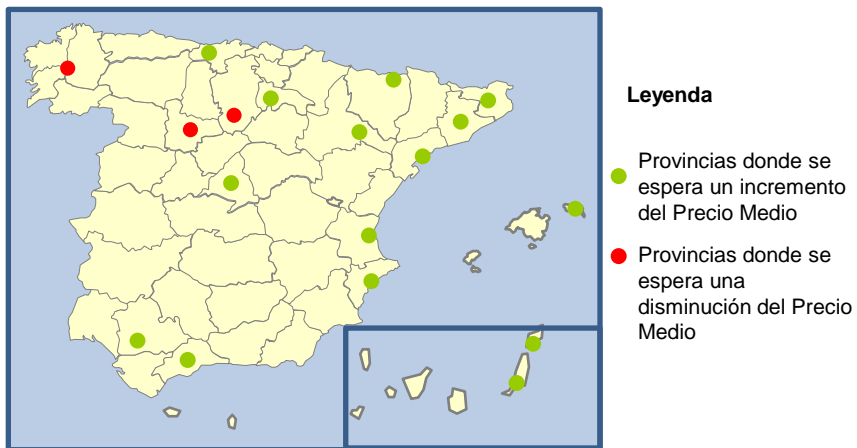 Leyenda
Provincias donde se
espera un incremento
del Precio Medio
Provincias donde se
espera una
disminución del Precio
Medio